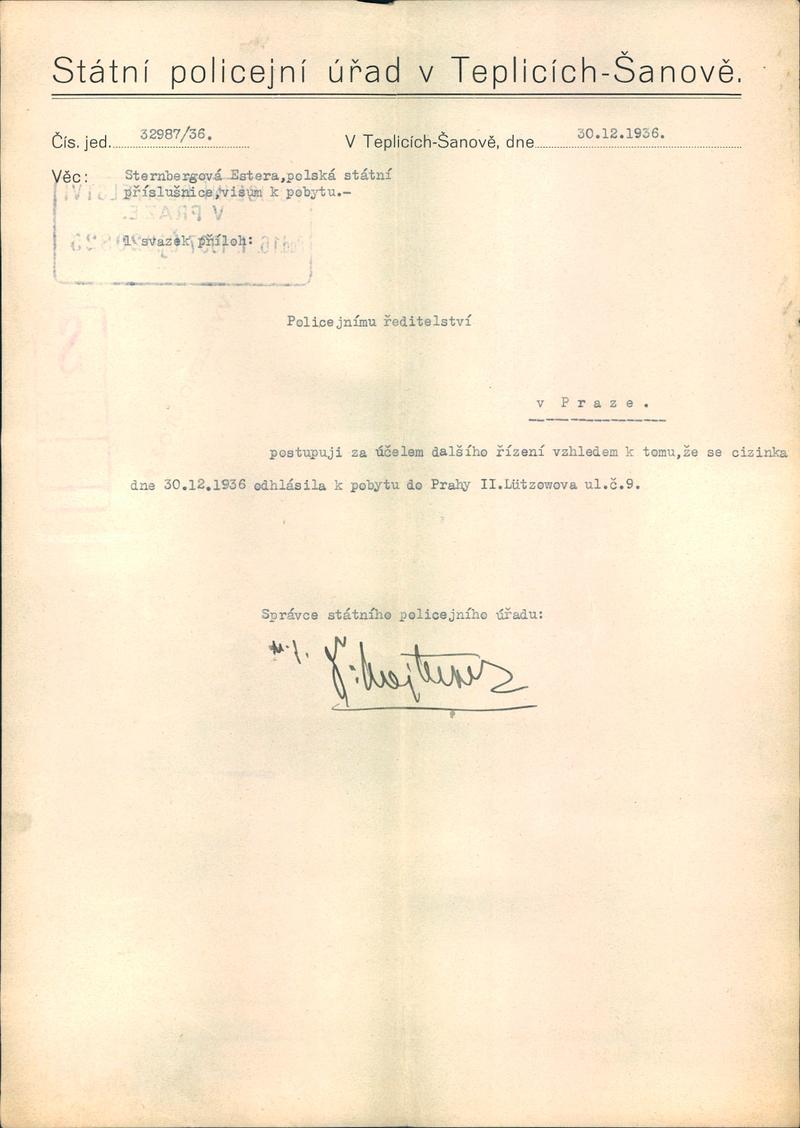 Státní policejní úřad v Teplicích-Šanově.
Čís. jed. 32987/36. V Teplicích-Šanově, dne 30.12.1936.
Věc: Sternbergová Estera,polská státní
příslušnice,visum k pobytu.-
V PRAZE.
1 svazek příloh:
Policejnímu ředitelství
v Praze.
postupuji za účelem dalšího řízení vzhledem k tomu,že se cizinka
dne 30.12.1936 odhlásila k pobytu do Prahy II.Lützowova ul.č.9.
Správce státního policejního úřadu: